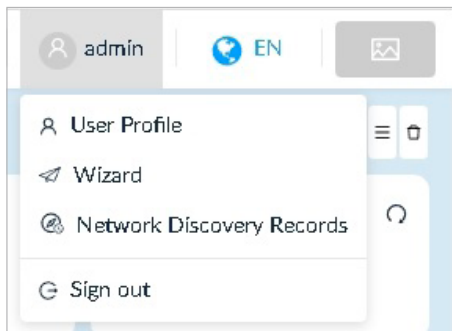 admin
EN
User Profile
Wizard
Network Discovery Records
Sign out